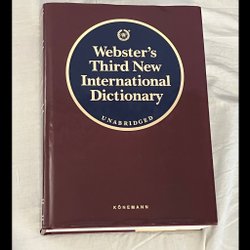 Webster's
Third New
International
Dictionary
UNABRIDGED
KÖNEMANN